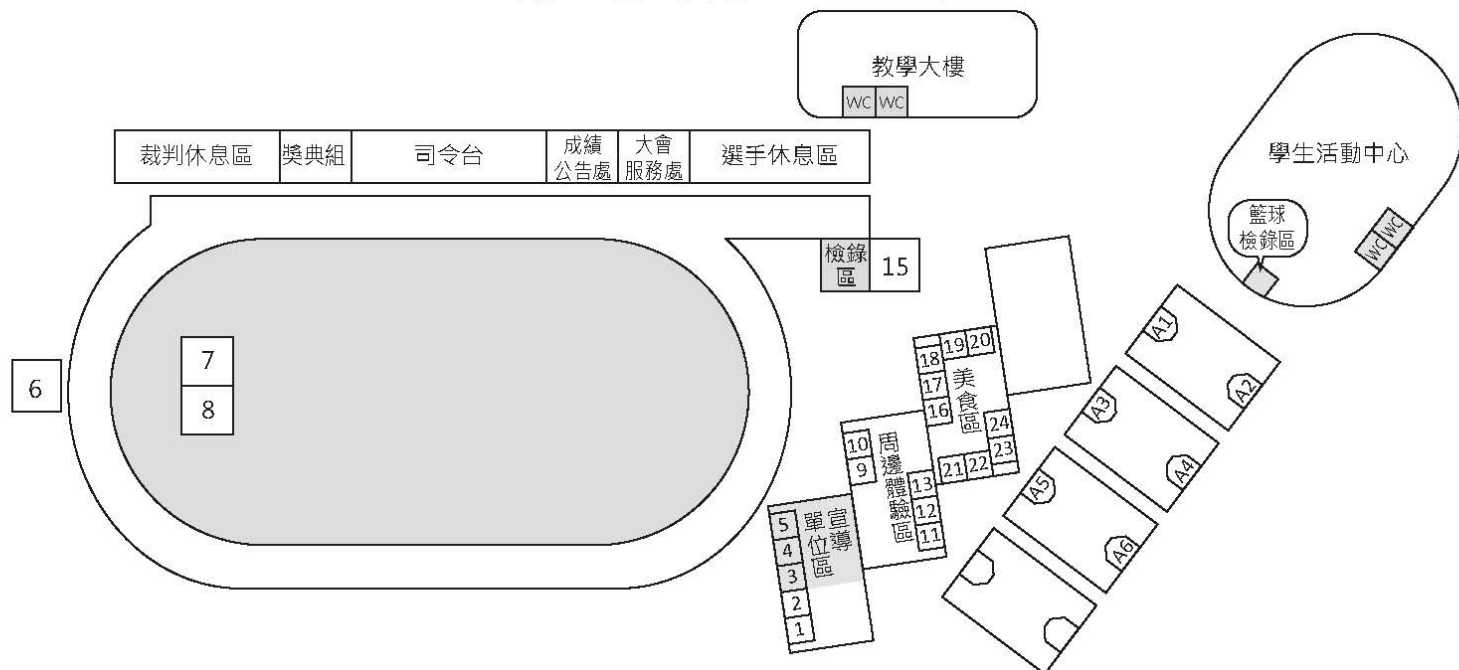 教學大樓
WC WC
裁判休息區
獎典組
司令台
成績
公告處
大會
服務處
選手休息區
學生活動中心
籃球
檢錄區
WC WC
檢錄
區
15
6
7
8
18 19 20
17
16
美食區
24
23
21 22
10
9
周邊體驗區
13
12
11
5
4
3
2
1
宣導
單位區
A1
A2
A3
A4
A5
A6